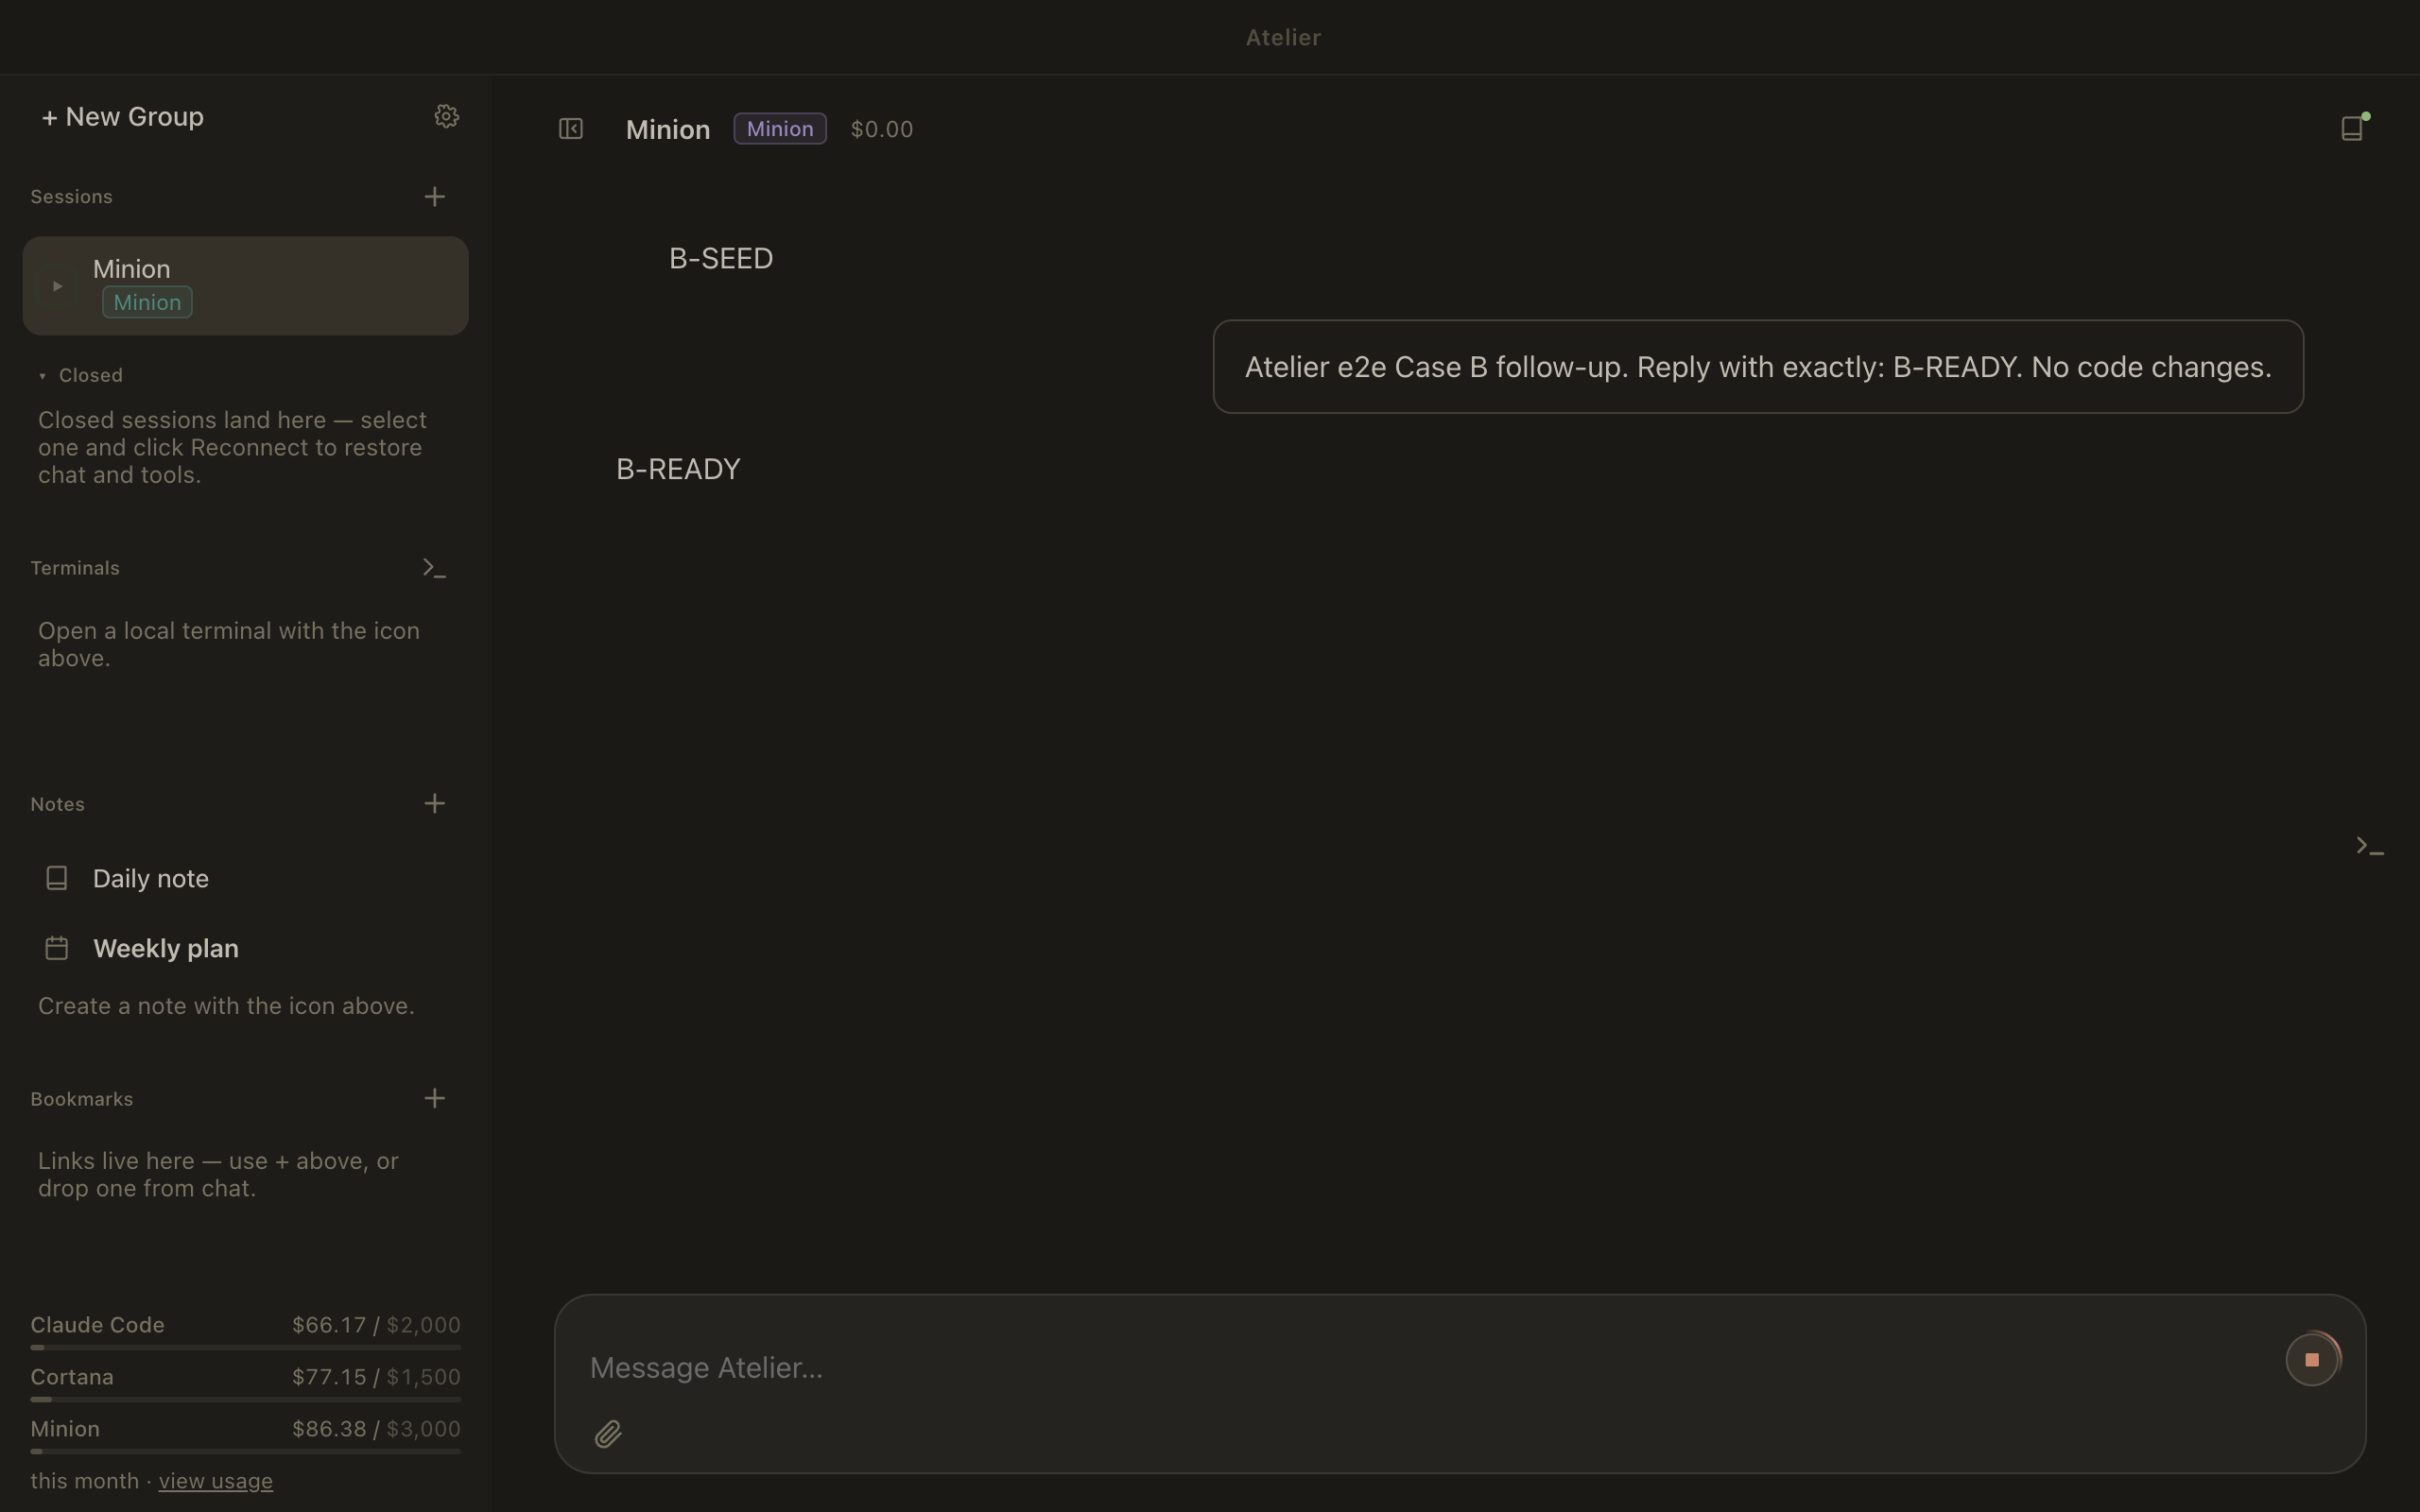 Atelier
+ New Group
Sessions
Minion
Minion
Closed
Closed sessions land here — select
one and click Reconnect to restore
chat and tools.
Terminals
Open a local terminal with the icon
above.
Notes
Daily note
Weekly plan
Create a note with the icon above.
Bookmarks
Links live here — use + above, or
drop one from chat.
Claude Code $66.17 / $2,000
Cortana $77.15 / $1,500
Minion $86.38 / $3,000
this month · view usage
Minion Minion $0.00
B-SEED
Atelier e2e Case B follow-up. Reply with exactly: B-READY. No code changes.
B-READY
Message Atelier...